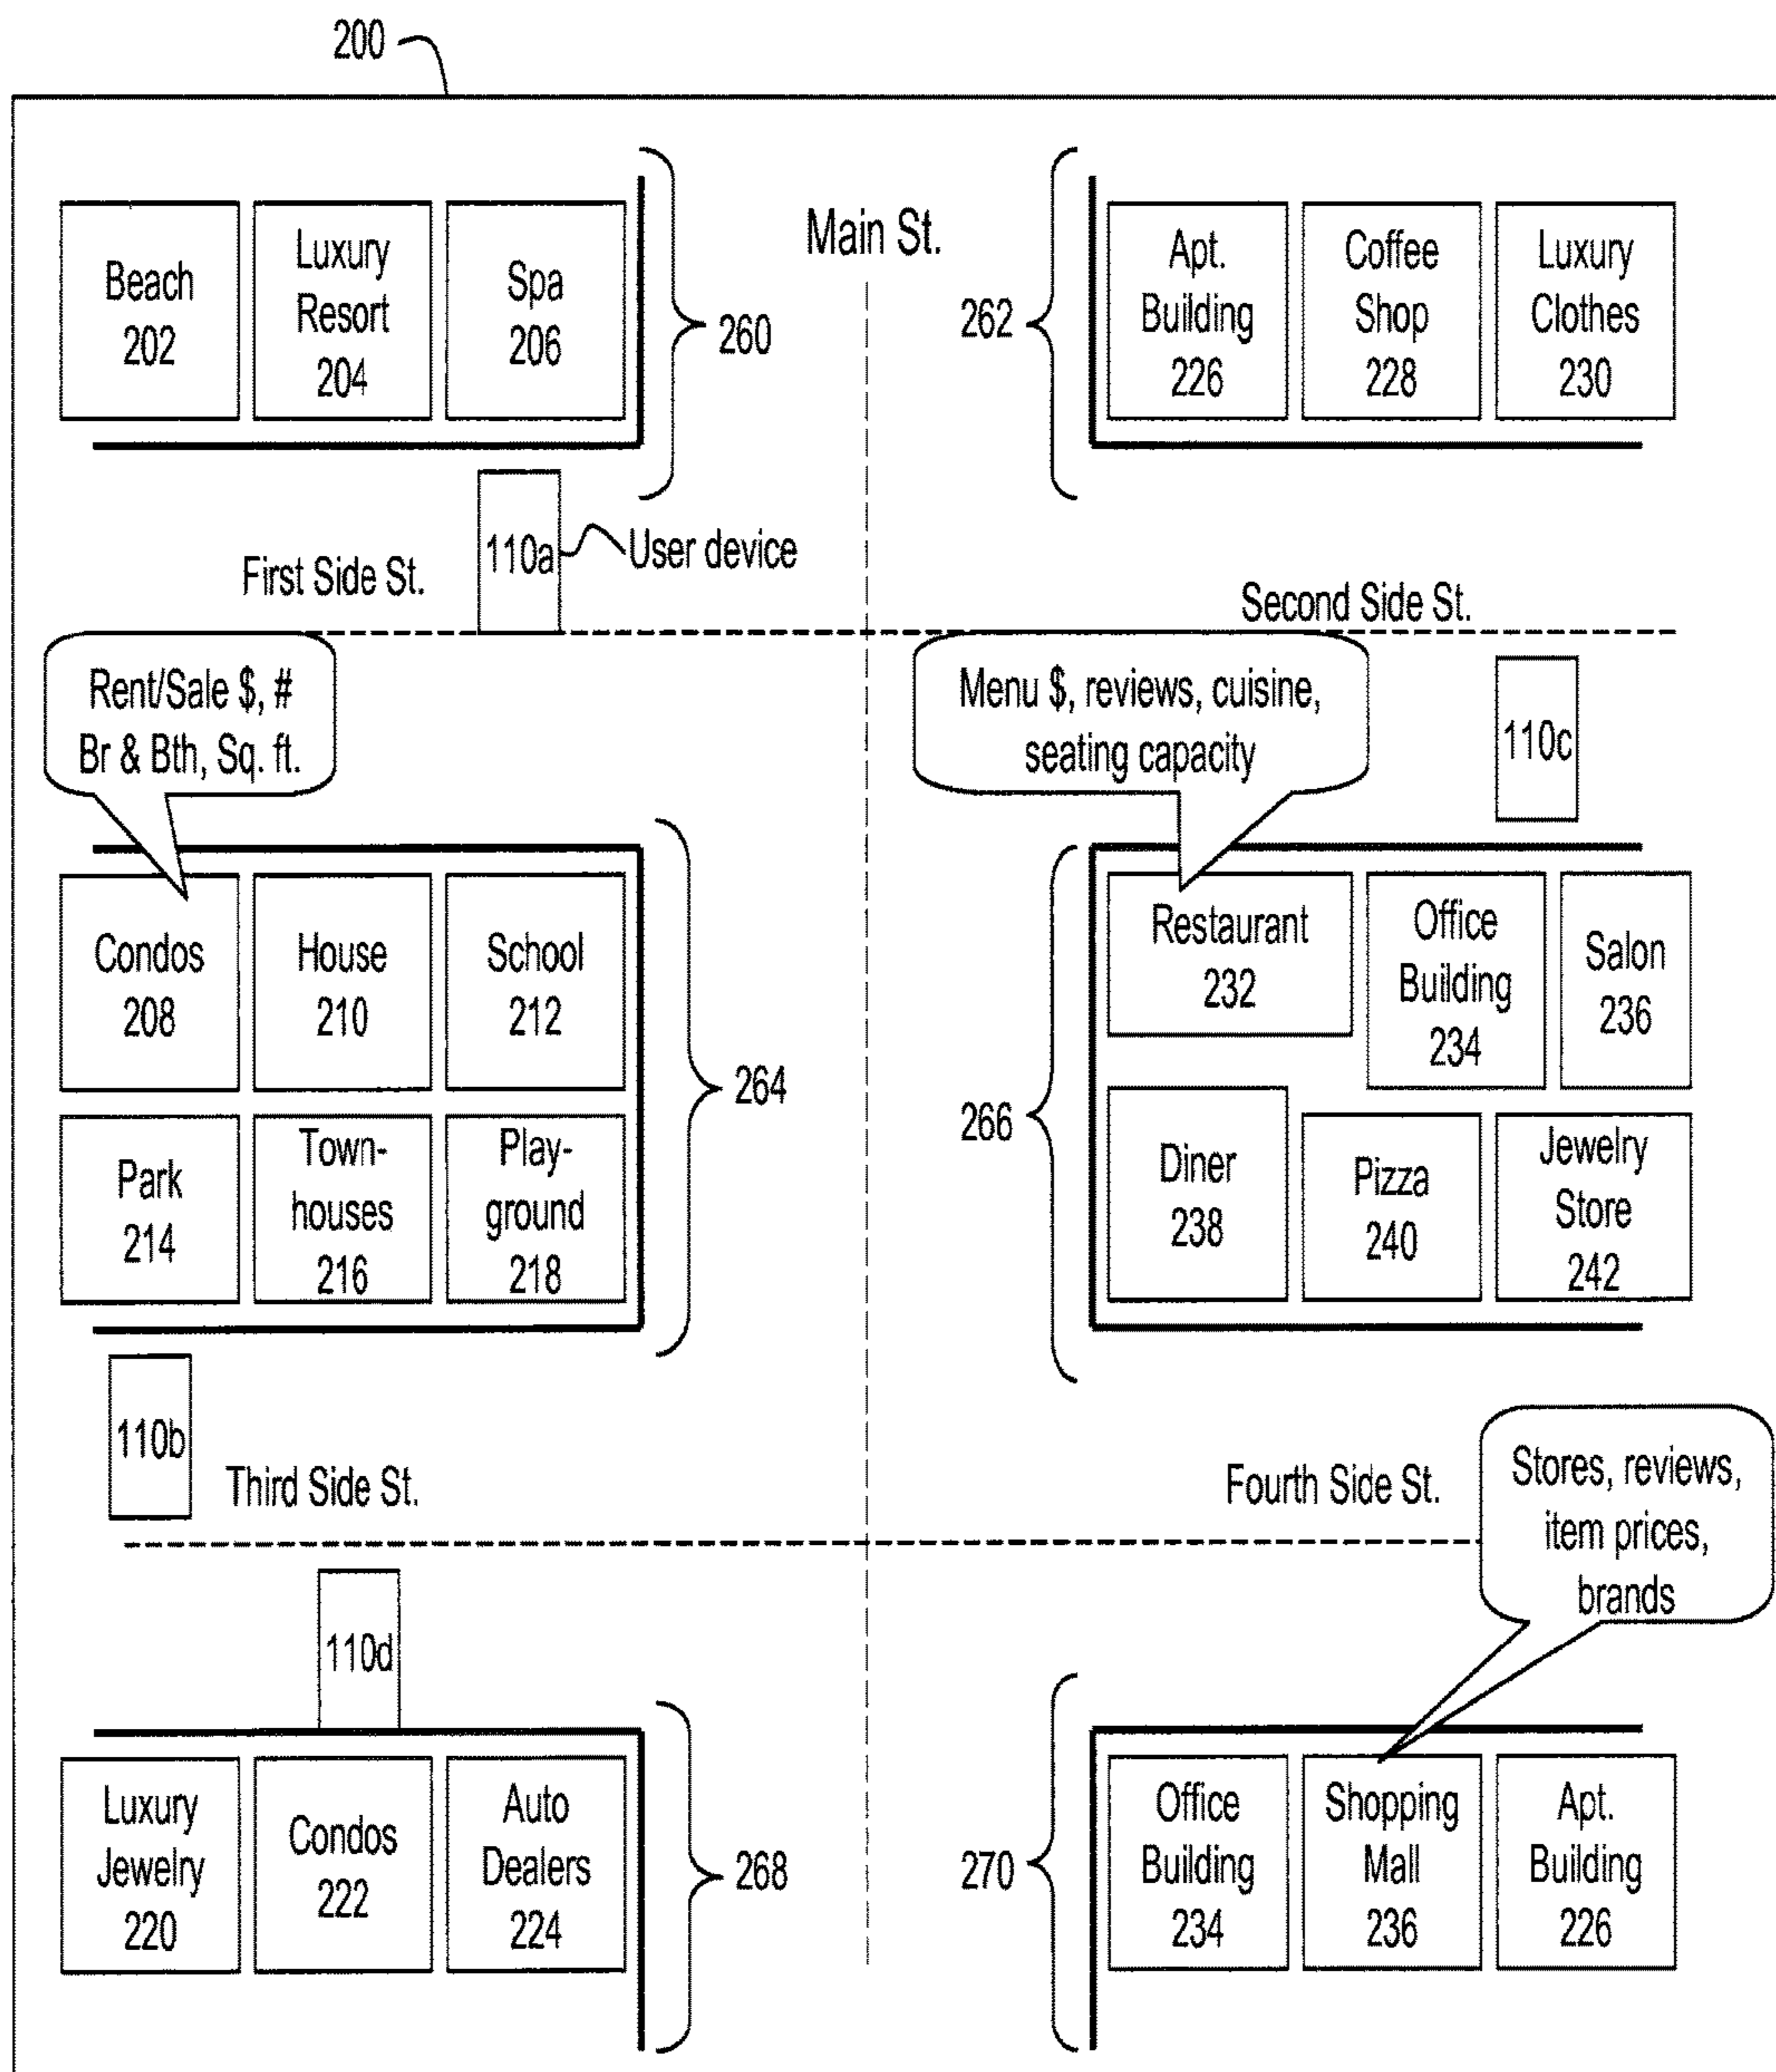 200
Beach
202
Luxury
Resort
204
Spa
206
260
Main St.
262
Apt.
Building
226
Coffee
Shop
228
Luxury
Clothes
230
110a
User device
First Side St.
Second Side St.
Rent/Sale $, #
Br & Bth, Sq. ft.
Menu $, reviews, cuisine,
seating capacity
110c
Condos
208
House
210
School
212
Park
214
Town-
houses
216
Play-
ground
218
264
266
Restaurant
232
Office
Building
234
Salon
236
Diner
238
Pizza
240
Jewelry
Store
242
110b
Third Side St.
Fourth Side St.
Stores, reviews,
item prices,
brands
110d
Luxury
Jewelry
220
Condos
222
Auto
Dealers
224
268
270
Office
Building
234
Shopping
Mall
236
Apt.
Building
226